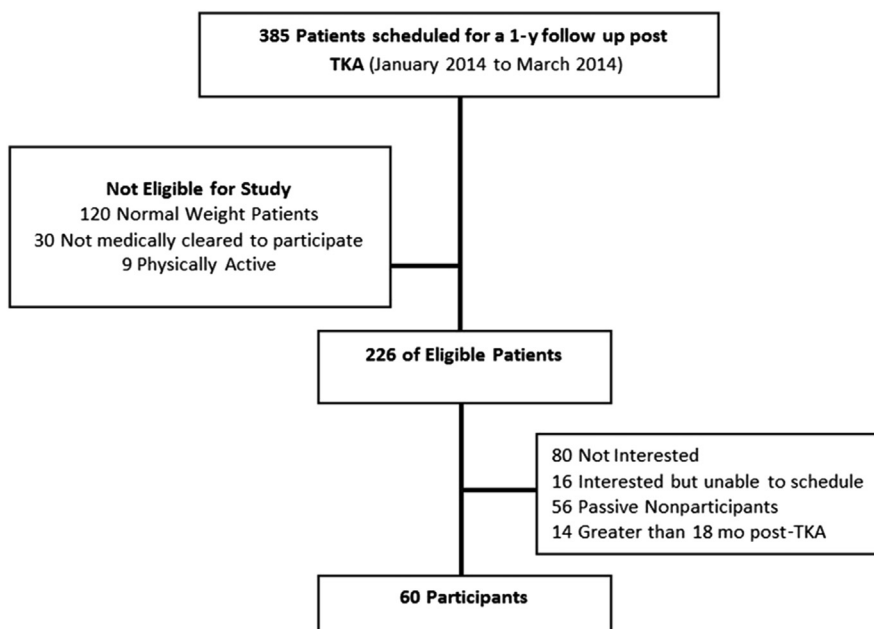 385 Patients scheduled for a 1-y follow up post
TKA (January 2014 to March 2014)
Not Eligible for Study
120 Normal Weight Patients
30 Not medically cleared to participate
9 Physically Active
226 of Eligible Patients
80 Not Interested
16 Interested but unable to schedule
56 Passive Nonparticipants
14 Greater than 18 mo post-TKA
60 Participants